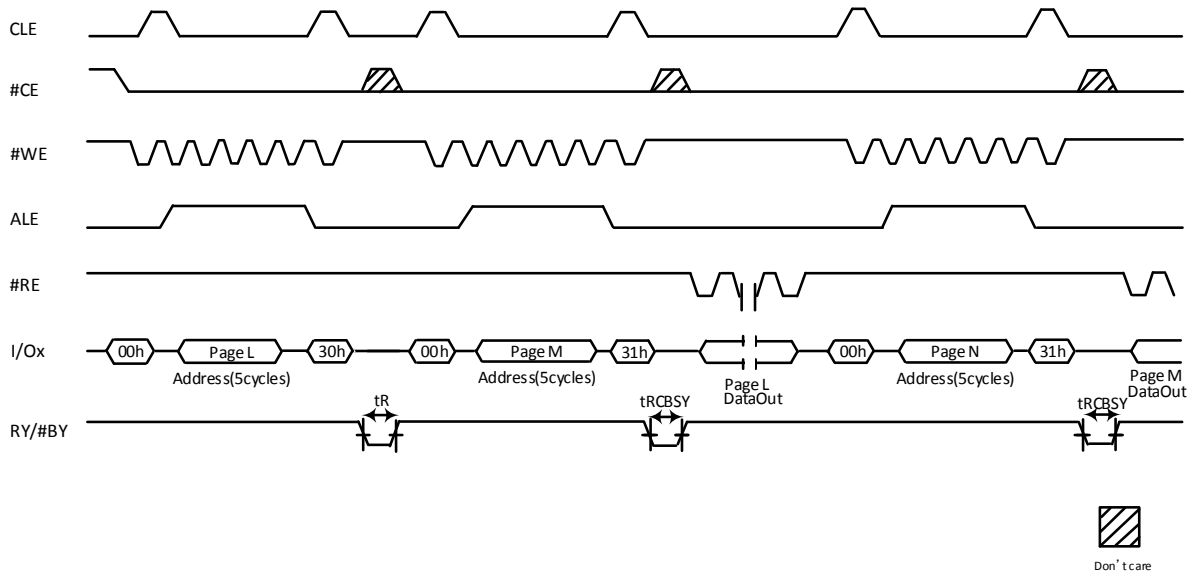 CLE
#CE
#WE
ALE
#RE
I/Ox 00h Page L 30h 00h Page M 31h 00h Page N 31h
Address(5cycles) Address(5cycles) Page L DataOut Address(5cycles) Page M DataOut
tR tRCBSY tRCBSY
RY/#BY
Don't care